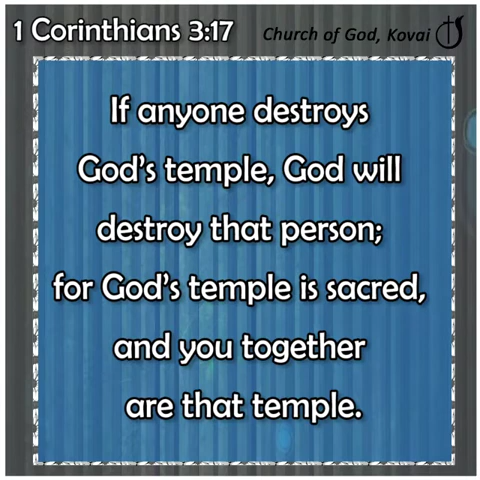 1 Corinthians 3:17
Church of God, Kovai
If anyone destroys
God's temple, God will
destroy that person;
for God's temple is sacred,
and you together
are that temple.